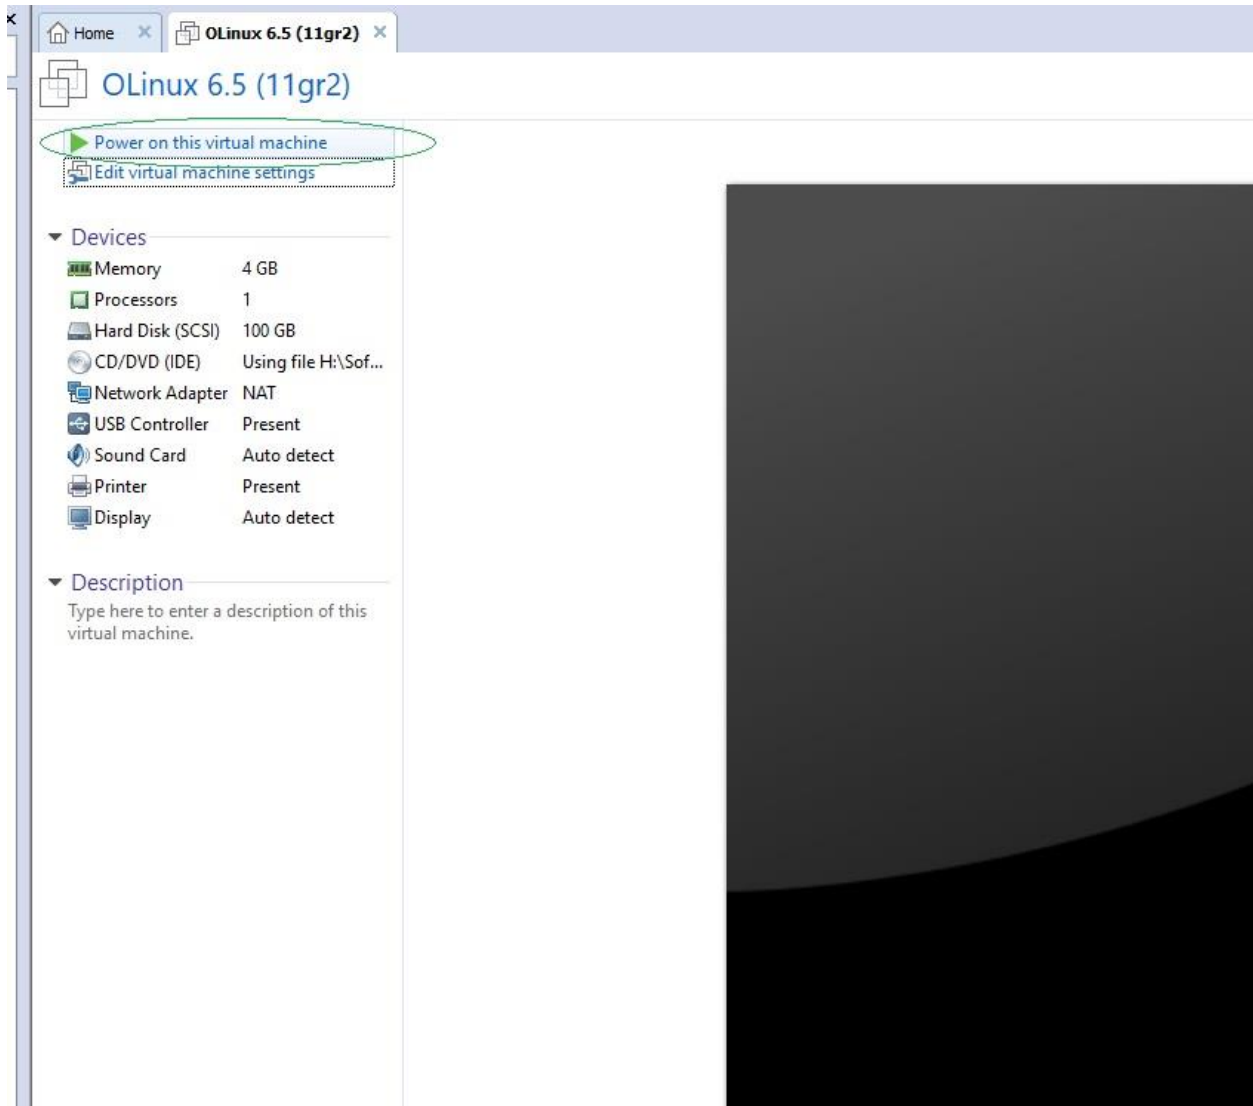 Home
OLinux 6.5 (11gr2)
OLinux 6.5 (11gr2)
Power on this virtual machine
Edit virtual machine settings
Devices
Memory 4 GB
Processors 1
Hard Disk (SCSI) 100 GB
CD/DVD (IDE) Using file H:\Sof...
Network Adapter NAT
USB Controller Present
Sound Card Auto detect
Printer Present
Display Auto detect
Description
Type here to enter a description of this
virtual machine.